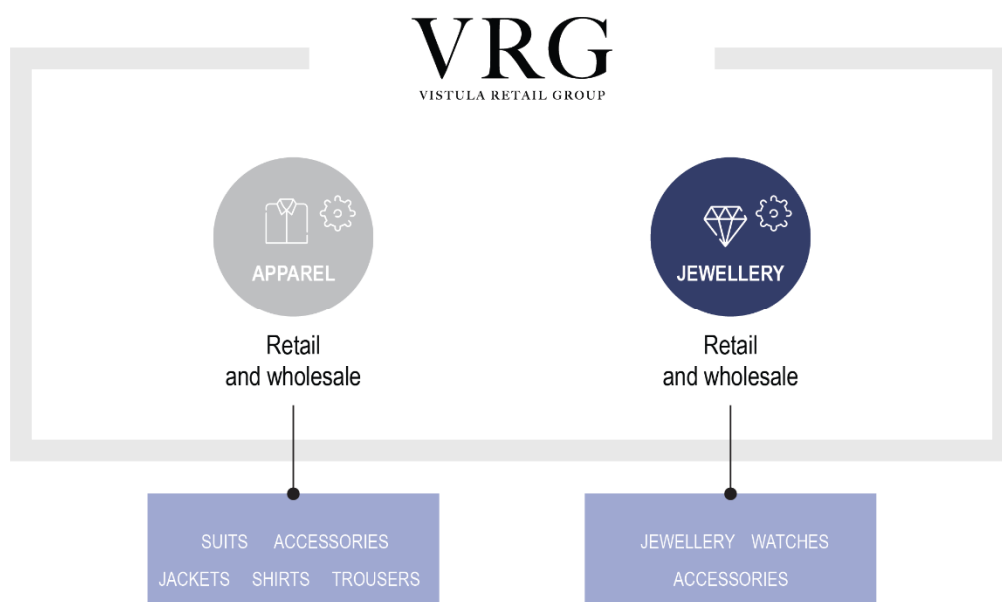 VRG
VISTULA RETAIL GROUP
APPAREL
JEWELLERY
Retail
and wholesale
Retail
and wholesale
SUITS ACCESSORIES
JACKETS SHIRTS TROUSERS
JEWELLERY WATCHES
ACCESSORIES